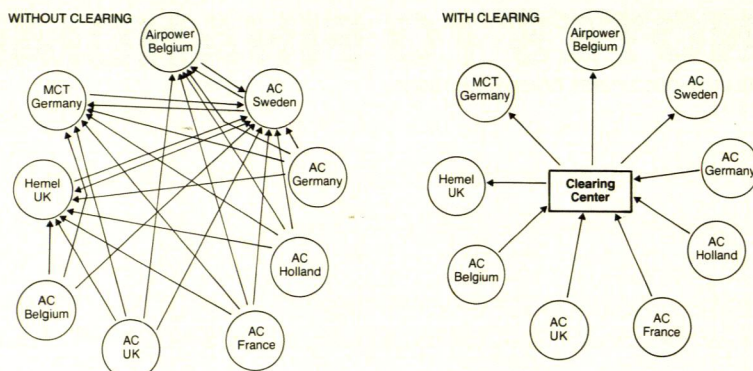 WITHOUT CLEARING
Airpower
Belgium
MCT
Germany
AC
Sweden
AC
Germany
Hemel
UK
AC
Holland
AC
Belgium
AC
UK
AC
France
WITH CLEARING
Airpower
Belgium
MCT
Germany
AC
Sweden
AC
Germany
Hemel
UK
Clearing
Center
AC
Holland
AC
Belgium
AC
UK
AC
France